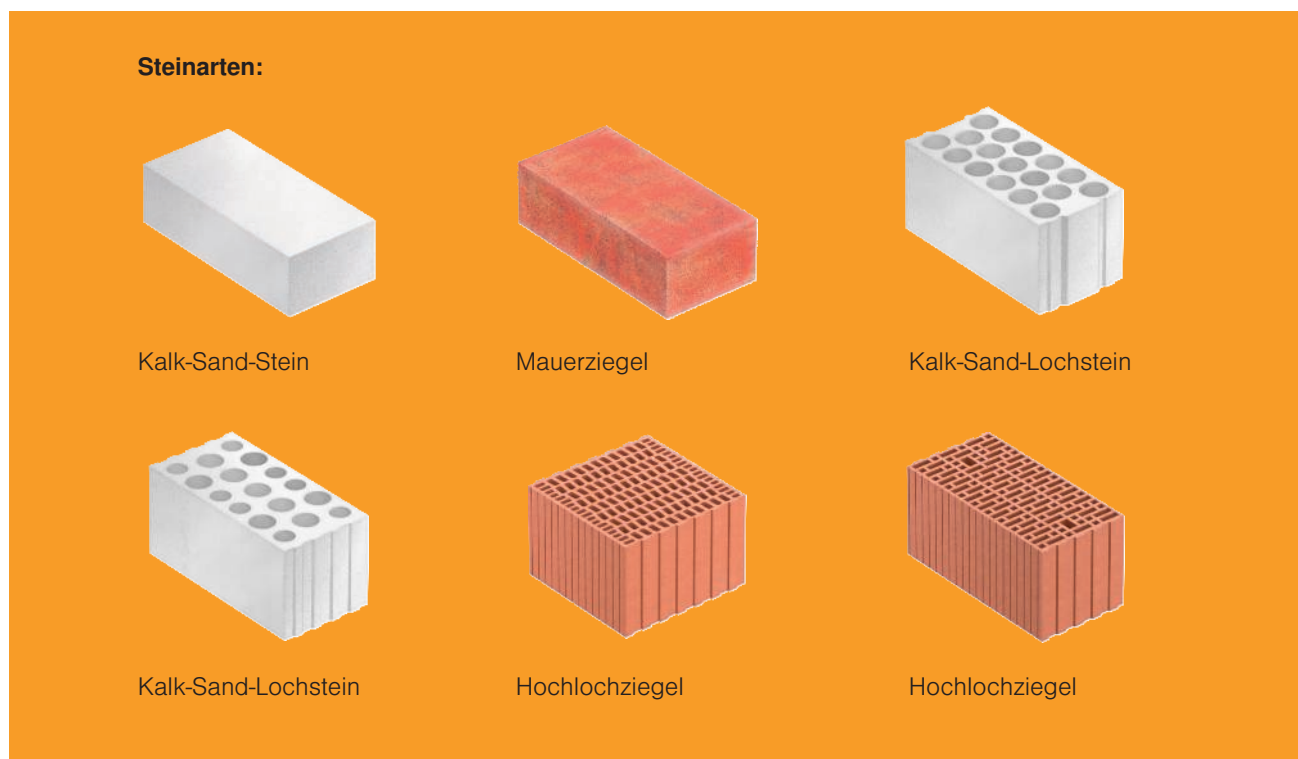 Steinarten:
Kalk-Sand-Stein
Mauerziegel
Kalk-Sand-Lochstein
Kalk-Sand-Lochstein
Hochlochziegel
Hochlochziegel